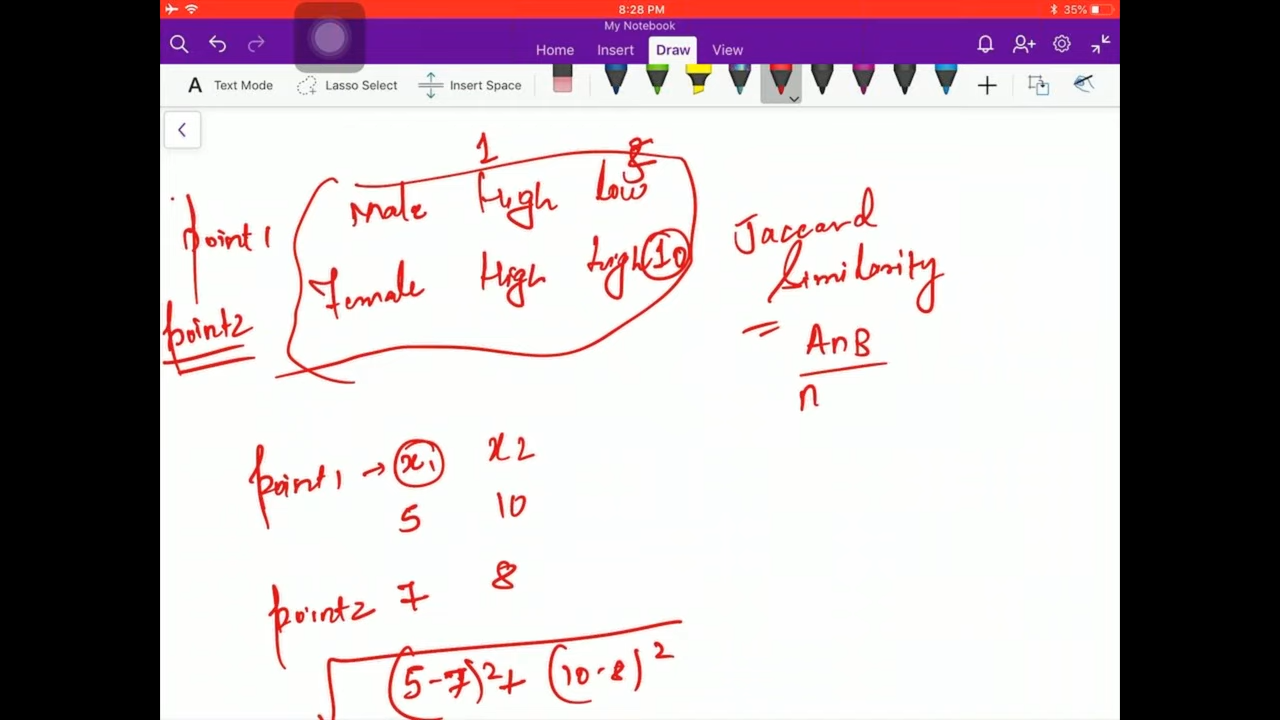 8:28 PM
35%
My Notebook
Home Insert Draw View
A Text Mode Lasso Select Insert Space
1
point1 Male High Low
point2 Female High high 10
Jaccard
Similarity
=
A∩B
n
point1 → x1 x2
5 10
point2 7 8
√(5-7)²+ (10-8)²